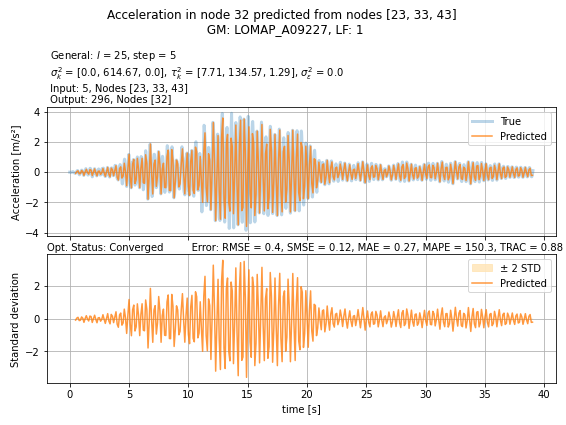 Acceleration in node 32 predicted from nodes [23, 33, 43]
GM: LOMAP_A09227, LF: 1
General: l = 25, step = 5
σ²ₖ = [0.0, 614.67, 0.0], τ²ₖ = [7.71, 134.57, 1.29], σ²ε = 0.0
Input: 5, Nodes [23, 33, 43]
Output: 296, Nodes [32]
4
2
0
−2
−4
Acceleration [m/s²]
True
Predicted
Opt. Status: Converged
Error: RMSE = 0.4, SMSE = 0.12, MAE = 0.27, MAPE = 150.3, TRAC = 0.88
2
0
−2
Standard deviation
± 2 STD
Predicted
0 5 10 15 20 25 30 35 40
time [s]